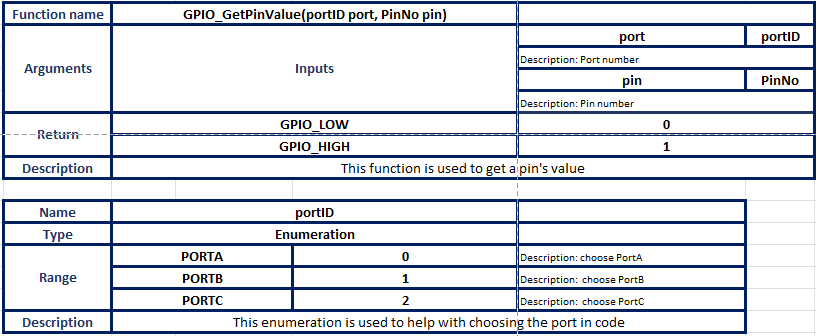 Function name GPIO_GetPinValue(portID port, PinNo pin)
Arguments Inputs port portID
Description: Port number
pin PinNo
Description: Pin number
Return GPIO_LOW 0
GPIO_HIGH 1
Description This function is used to get a pin's value
Name portID
Type Enumeration
Range PORTA 0 Description: choose PortA
PORTB 1 Description: choose PortB
PORTC 2 Description: choose PortC
Description This enumeration is used to help with choosing the port in code